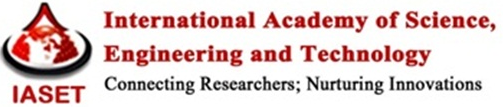 IASET
International Academy of Science,
Engineering and Technology
Connecting Researchers; Nurturing Innovations